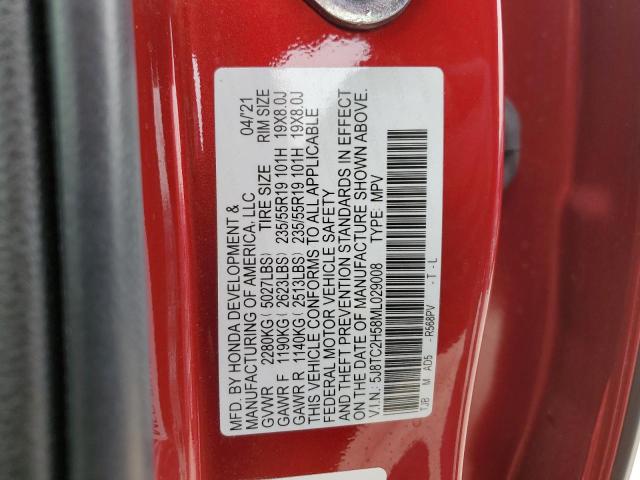 MFD. BY HONDA DEVELOPMENT & 04/'21
MANUFACTURING OF AMERICA, LLC
GVWR 2280KG ( 5027LBS) TIRE SIZE RIM SIZE
GAWR F 1190KG ( 2623LBS) 235/55R19 101H 19X8.0J
GAWR R 1140KG ( 2513LBS) 235/55R19 101H 19X8.0J
THIS VEHICLE CONFORMS TO ALL APPLICABLE
FEDERAL MOTOR VEHICLE SAFETY
AND THEFT PREVENTION STANDARDS IN EFFECT
ON THE DATE OF MANUFACTURE SHOWN ABOVE.
V.I.N.: 5J8TC2H58ML029008 TYPE: MPV
TJB M AD5 - R568PV - T - L